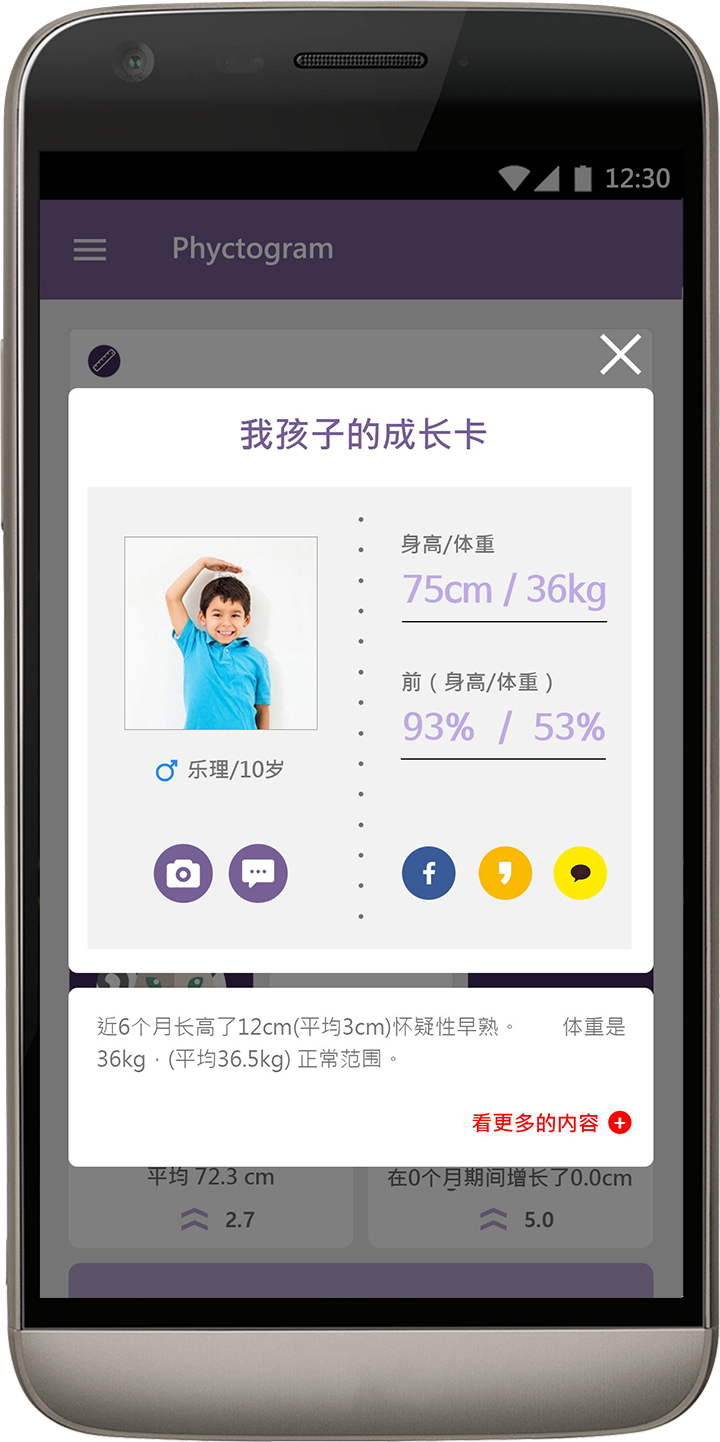 12:30
Phyctogram
我孩子的成长卡
身高/体重
75cm / 36kg
前 ( 身高/体重 )
93% / 53%
乐理/10岁
近6个月长高了12cm(平均3cm)怀疑性早熟。 体重是
36kg，(平均36.5kg) 正常范围。
看更多的内容
平均 72.3 cm
在0个月期间增长了0.0cm
2.7
5.0